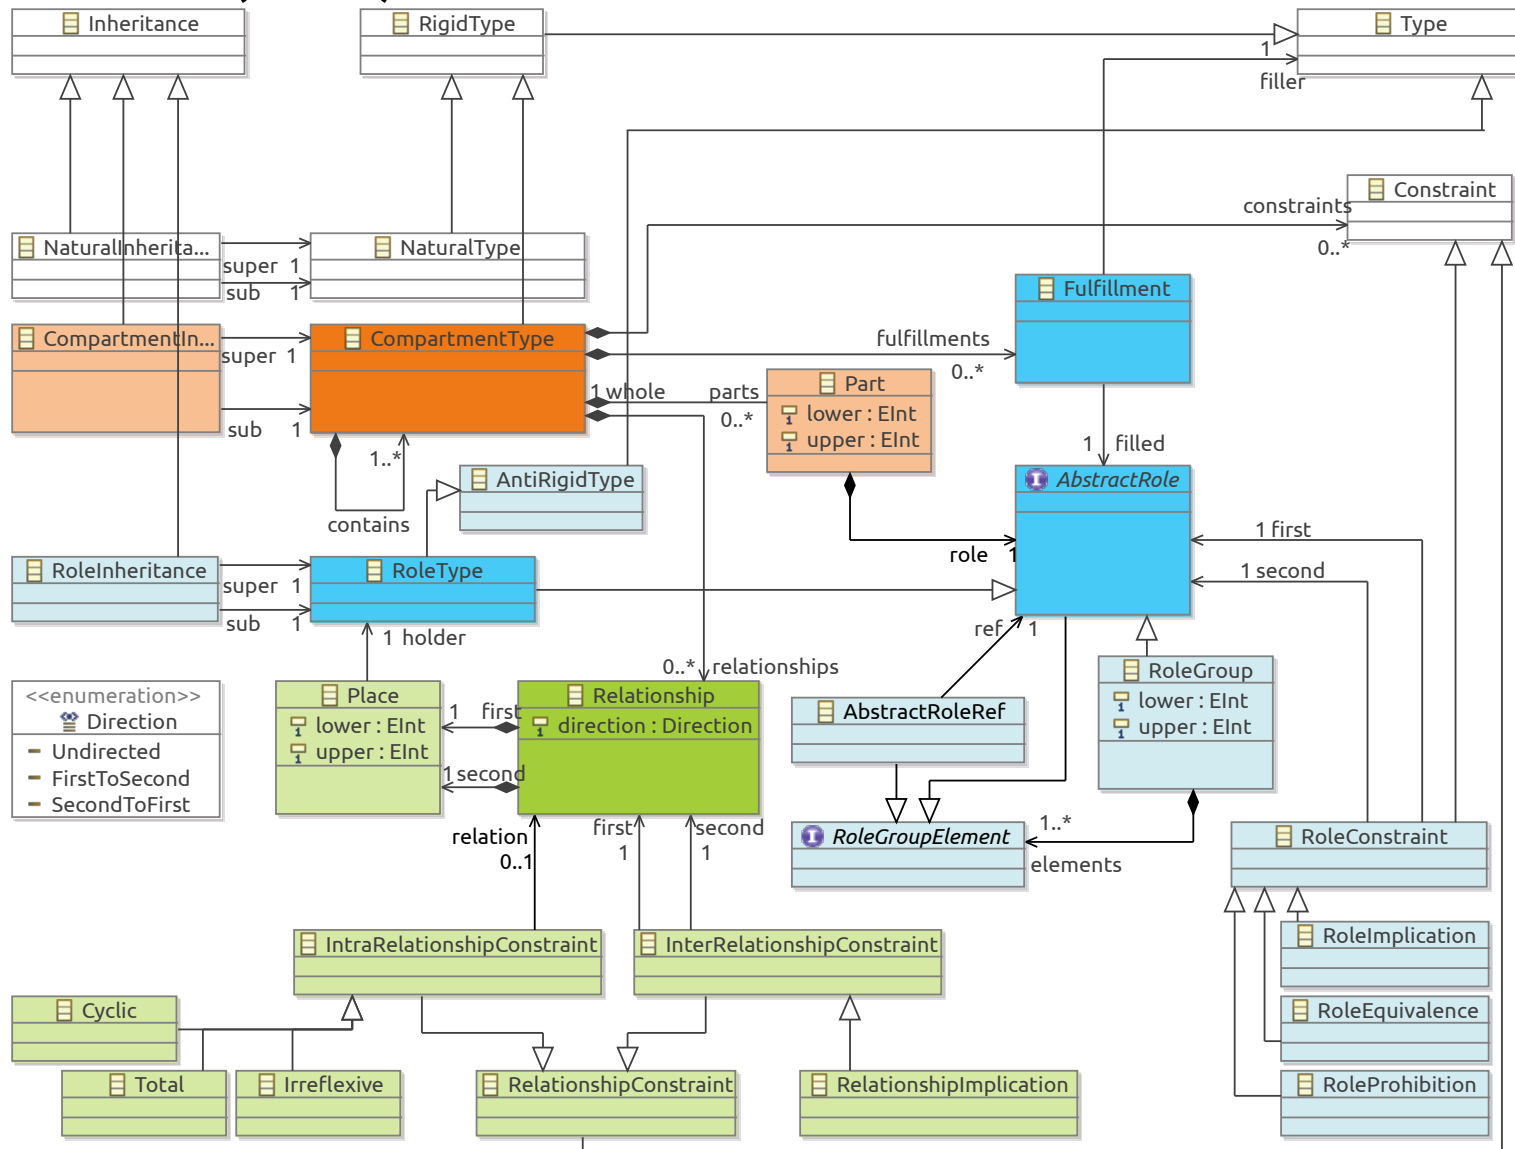 Inheritance
RigidType
Type
1
filler
Constraint
constraints
0..*
NaturalInherita...
super 1
sub 1
NaturalType
Fulfillment
CompartmentIn...
super 1
sub 1
CompartmentType
fulfillments
0..*
1 whole
parts
0..*
Part
lower : EInt
upper : EInt
1 filled
1..*
contains
AntiRigidType
AbstractRole
role 1
1 first
1 second
RoleInheritance
super 1
sub 1
RoleType
1 holder
ref 1
0..* relationships
RoleGroup
lower : EInt
upper : EInt
<<enumeration>>
Direction
Undirected
FirstToSecond
SecondToFirst
Place
lower : EInt
upper : EInt
1 first
1 second
Relationship
direction : Direction
AbstractRoleRef
RoleGroupElement
1..*
elements
RoleConstraint
relation
0..1
first
1
second
1
IntraRelationshipConstraint
InterRelationshipConstraint
RoleImplication
Cyclic
RoleEquivalence
Total
Irreflexive
RelationshipConstraint
RelationshipImplication
RoleProhibition